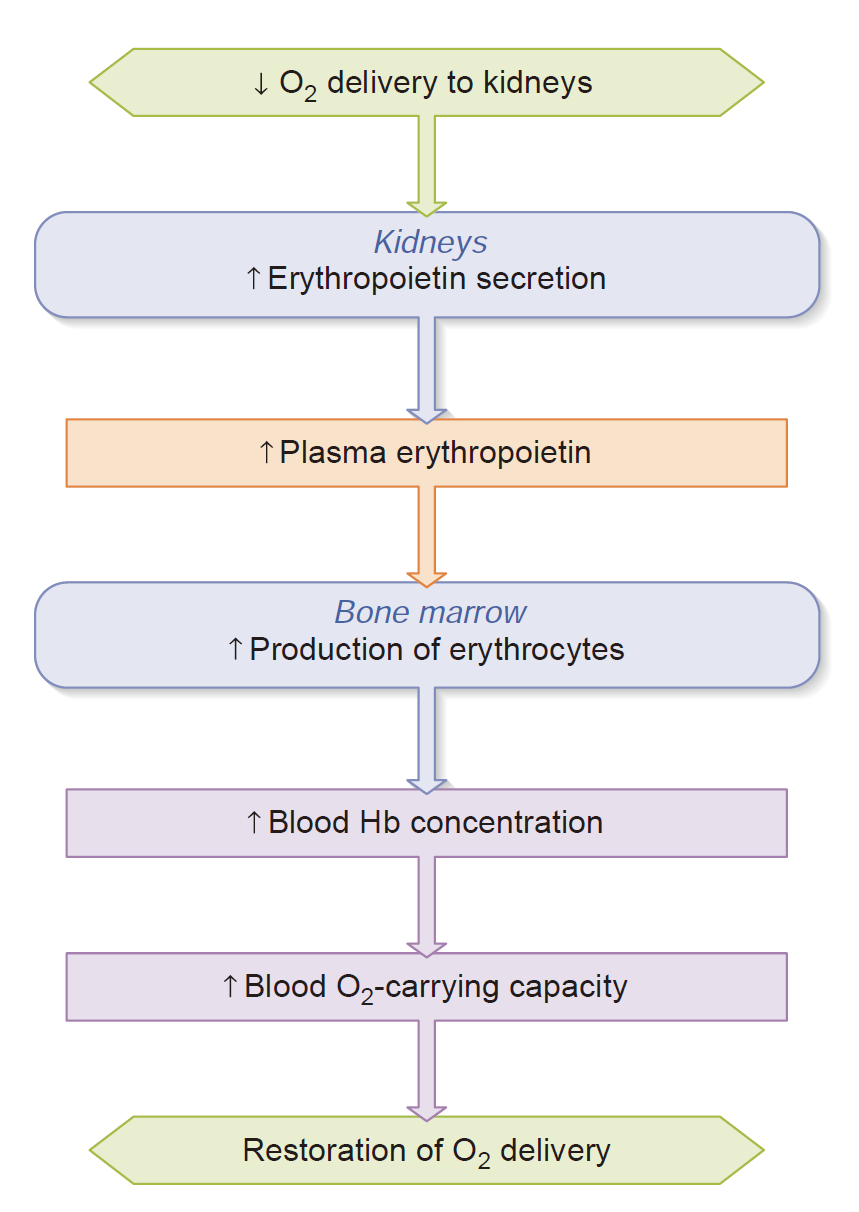 ↓ O₂ delivery to kidneys
Kidneys
↑Erythropoietin secretion
↑Plasma erythropoietin
Bone marrow
↑Production of erythrocytes
↑Blood Hb concentration
↑Blood O₂-carrying capacity
Restoration of O₂ delivery